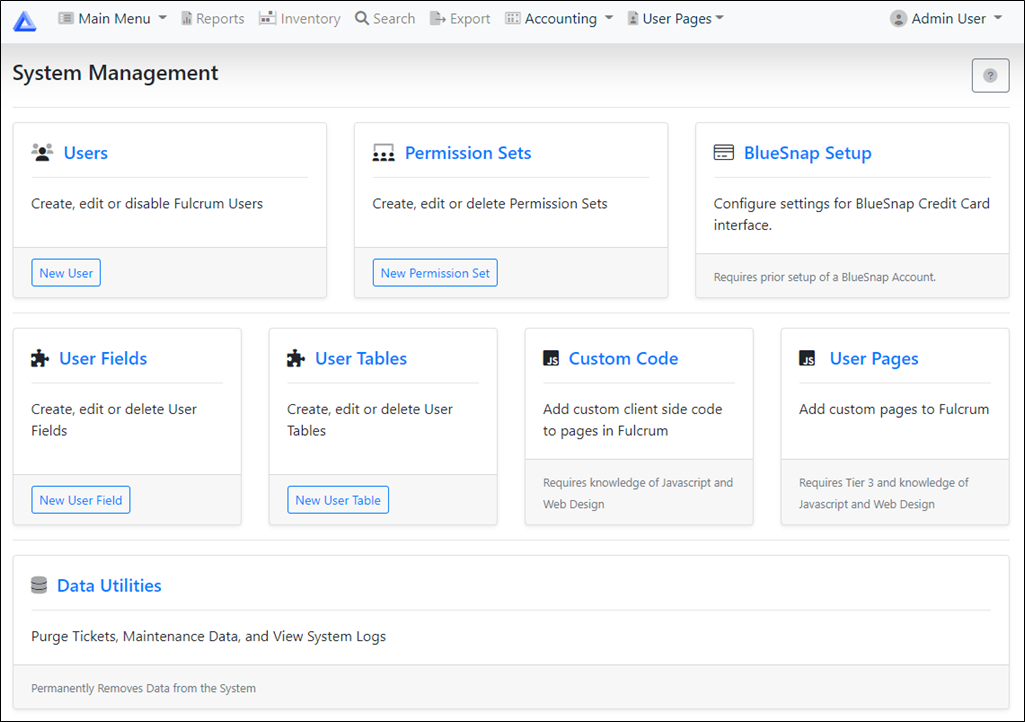 Main Menu Reports Inventory Search Export Accounting User Pages Admin User
System Management
?
Users
Create, edit or disable Fulcrum Users
New User
Permission Sets
Create, edit or delete Permission Sets
New Permission Set
BlueSnap Setup
Configure settings for BlueSnap Credit Card
interface.
Requires prior setup of a BlueSnap Account.
User Fields
Create, edit or delete User
Fields
New User Field
User Tables
Create, edit or delete User
Tables
New User Table
JS Custom Code
Add custom client side code
to pages in Fulcrum
Requires knowledge of Javascript and
Web Design
JS User Pages
Add custom pages to Fulcrum
Requires Tier 3 and knowledge of
Javascript and Web Design
Data Utilities
Purge Tickets, Maintenance Data, and View System Logs
Permanently Removes Data from the System